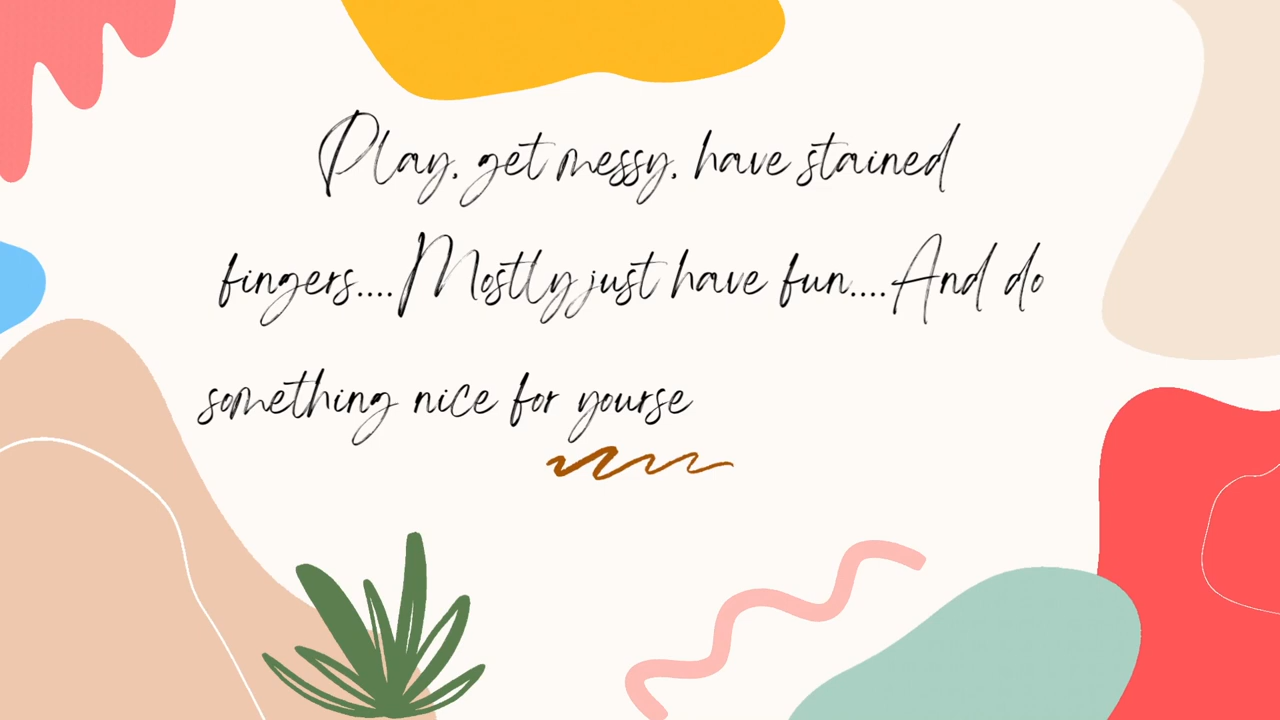 Play, get messy, have stained
fingers....Mostly just have fun....And do
something nice for yourse